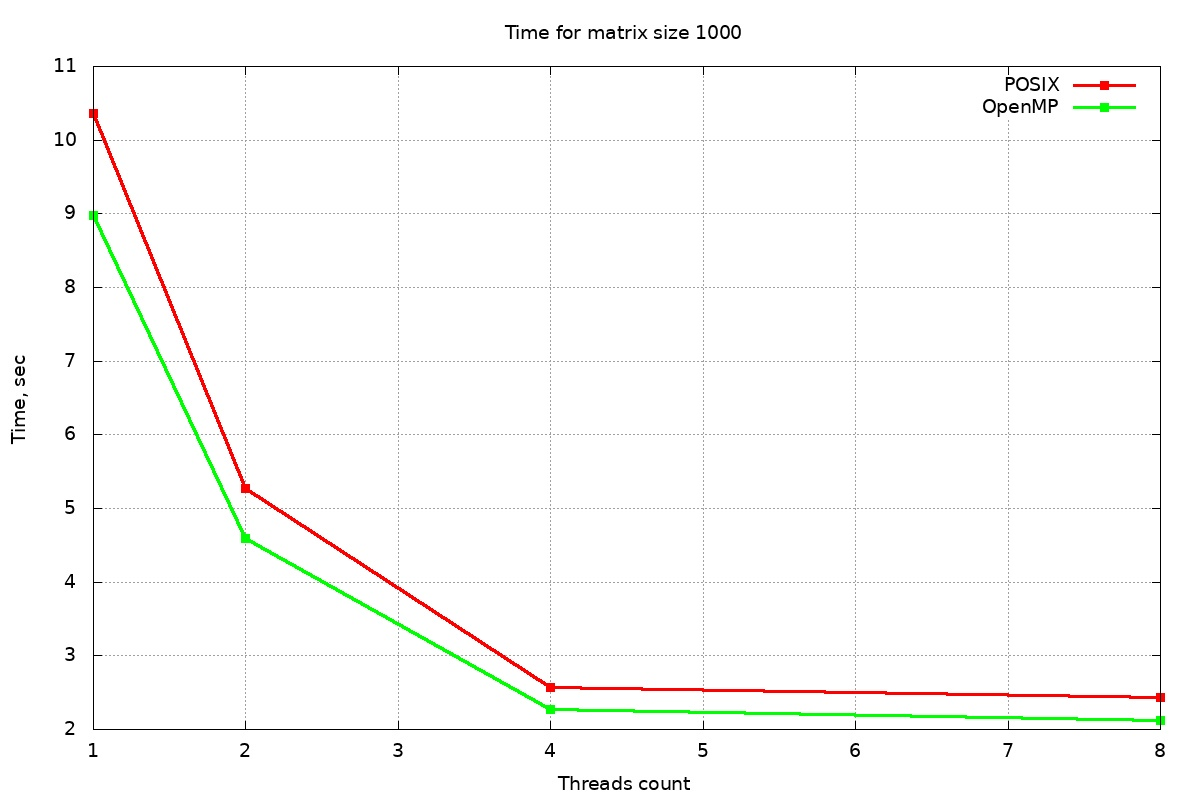 Time for matrix size 1000
POSIX
OpenMP
11
10
9
8
7
6
5
4
3
2
Time, sec
1 2 3 4 5 6 7 8
Threads count